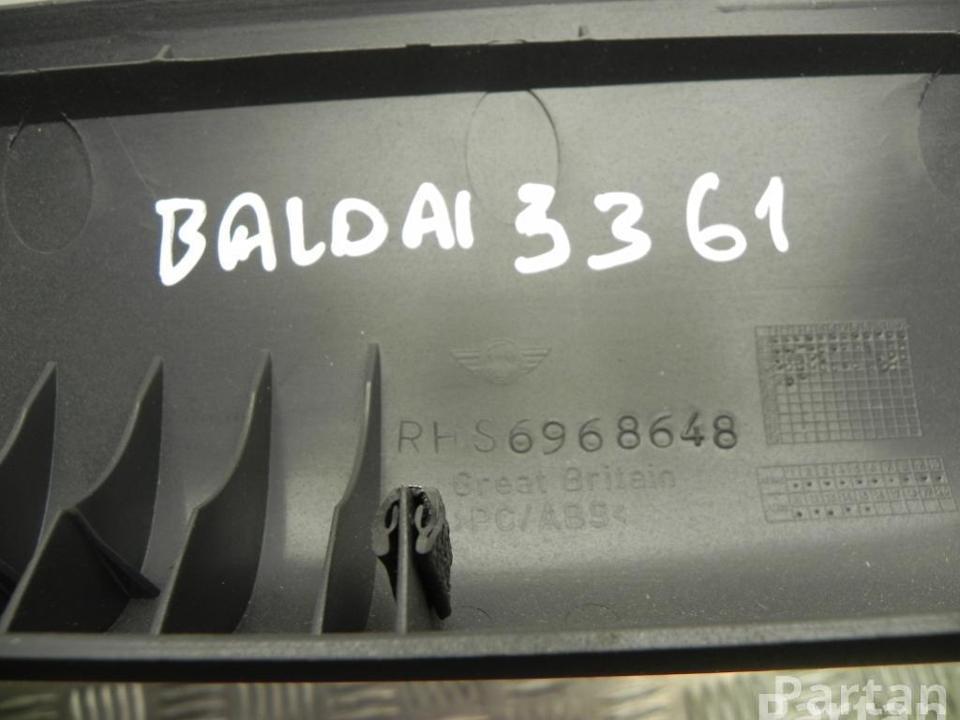 BALDAI 3361
RHS6968648
Great Britain
>PC/ABS<
Partan